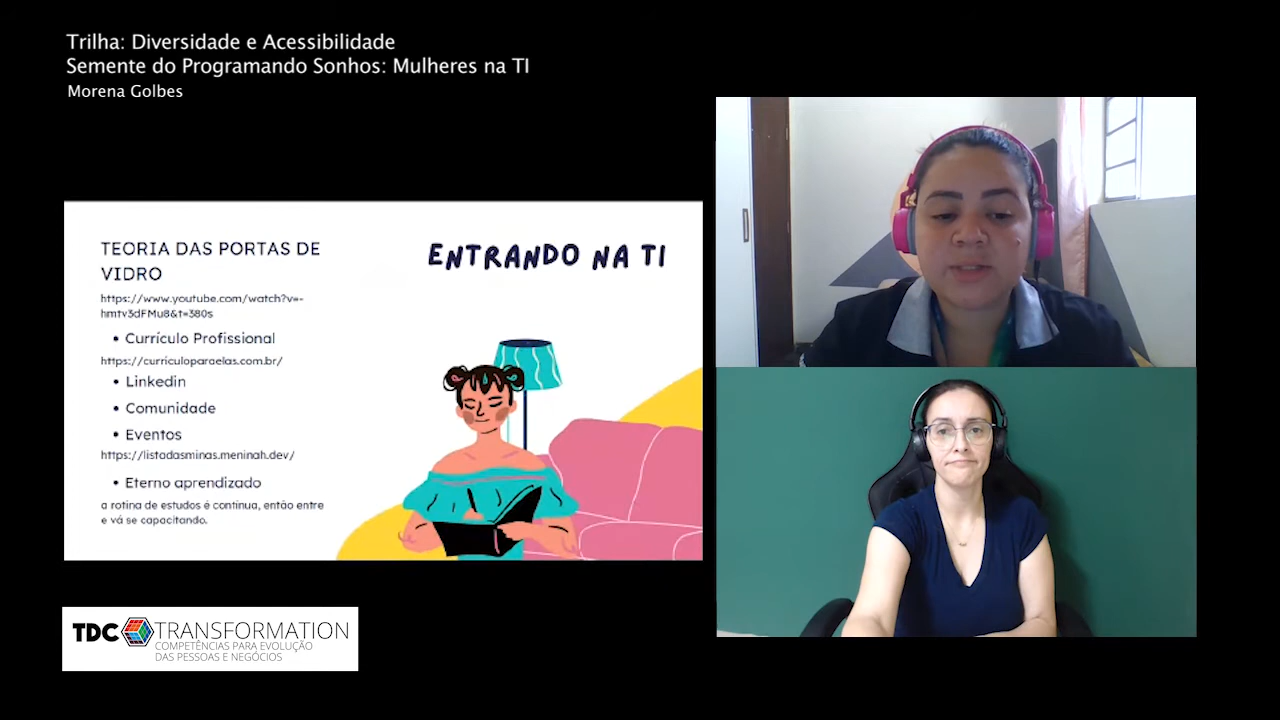 Trilha: Diversidade e Acessibilidade
Semente do Programando Sonhos: Mulheres na TI
Morena Golbes
TEORIA DAS PORTAS DE
VIDRO
https://www.youtube.com/watch?v=-
hmtv3dFMu8&t=380s
• Currículo Profissional
https://curriculoparaelas.com.br/
• Linkedin
• Comunidade
• Eventos
https://listadasminas.meninah.dev/
• Eterno aprendizado
a rotina de estudos é continua, então entre
e vá se capacitando.
ENTRANDO NA TI
TDC TRANSFORMATION
COMPETÊNCIAS PARA EVOLUÇÃO
DAS PESSOAS E NEGÓCIOS